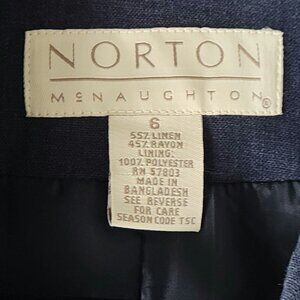 NORTON
McNAUGHTON®
6
55% LINEN
45% RAYON
LINING:
100% POLYESTER
RN 57803
MADE IN
BANGLADESH
SEE REVERSE
FOR CARE
SEASON CODE TSC